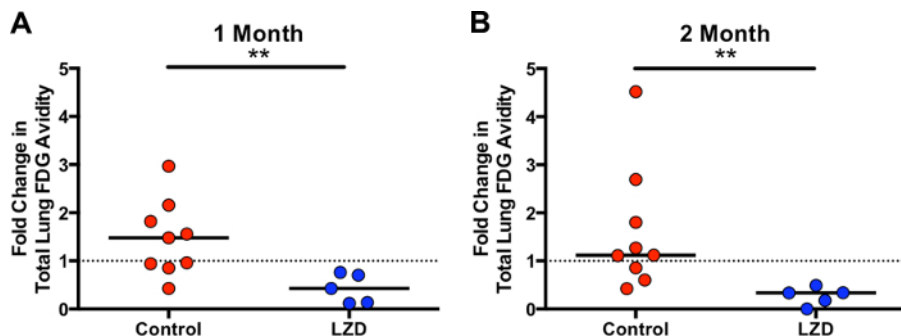 A
1 Month
**
Fold Change in
Total Lung FDG Avidity
5
4
3
2
1
0
Control
LZD
B
2 Month
**
Fold Change in
Total Lung FDG Avidity
5
4
3
2
1
0
Control
LZD